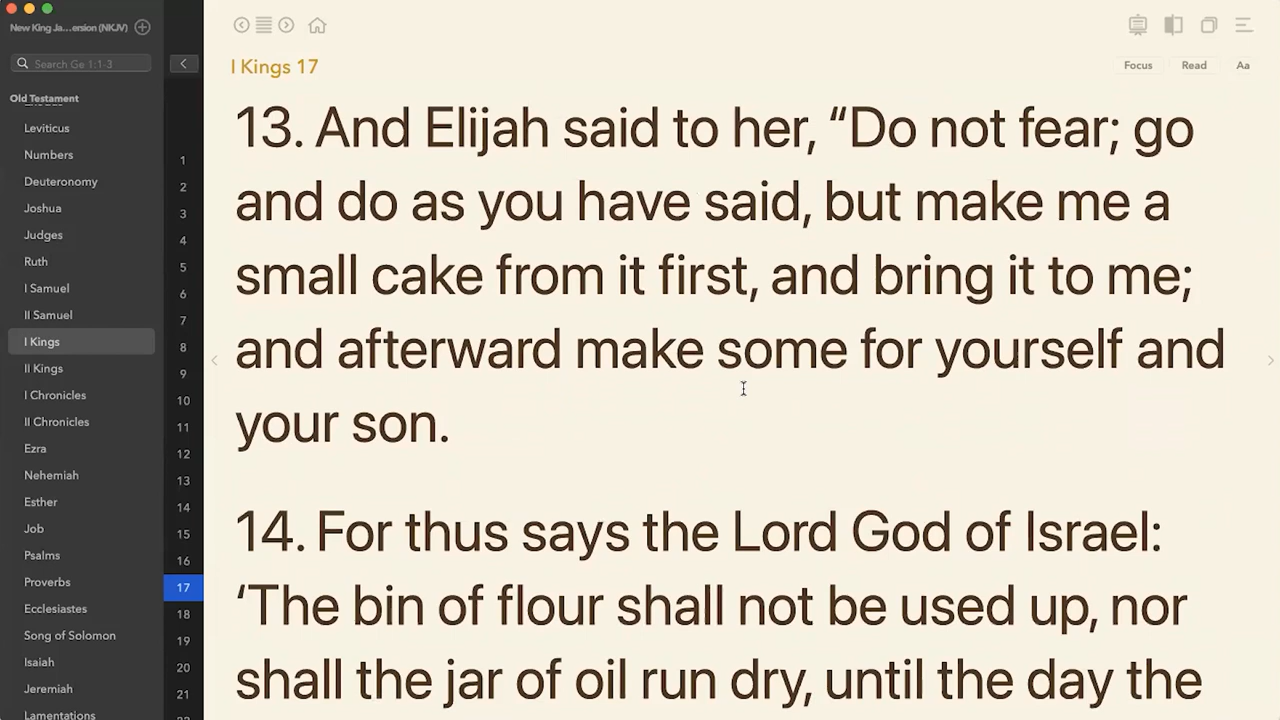 New King Ja...ersion (NKJV)
Search Ge 1:1-3
Old Testament
Leviticus
Numbers
Deuteronomy
Joshua
Judges
Ruth
I Samuel
II Samuel
I Kings
II Kings
I Chronicles
II Chronicles
Ezra
Nehemiah
Esther
Job
Psalms
Proverbs
Ecclesiastes
Song of Solomon
Isaiah
Jeremiah
Lamentations
1
2
3
4
5
6
7
8
9
10
11
12
13
14
15
16
17
18
19
20
21
I Kings 17
Focus
Read
Aa
13. And Elijah said to her, “Do not fear; go
and do as you have said, but make me a
small cake from it first, and bring it to me;
and afterward make some for yourself and
your son.
14. For thus says the Lord God of Israel:
‘The bin of flour shall not be used up, nor
shall the jar of oil run dry, until the day the